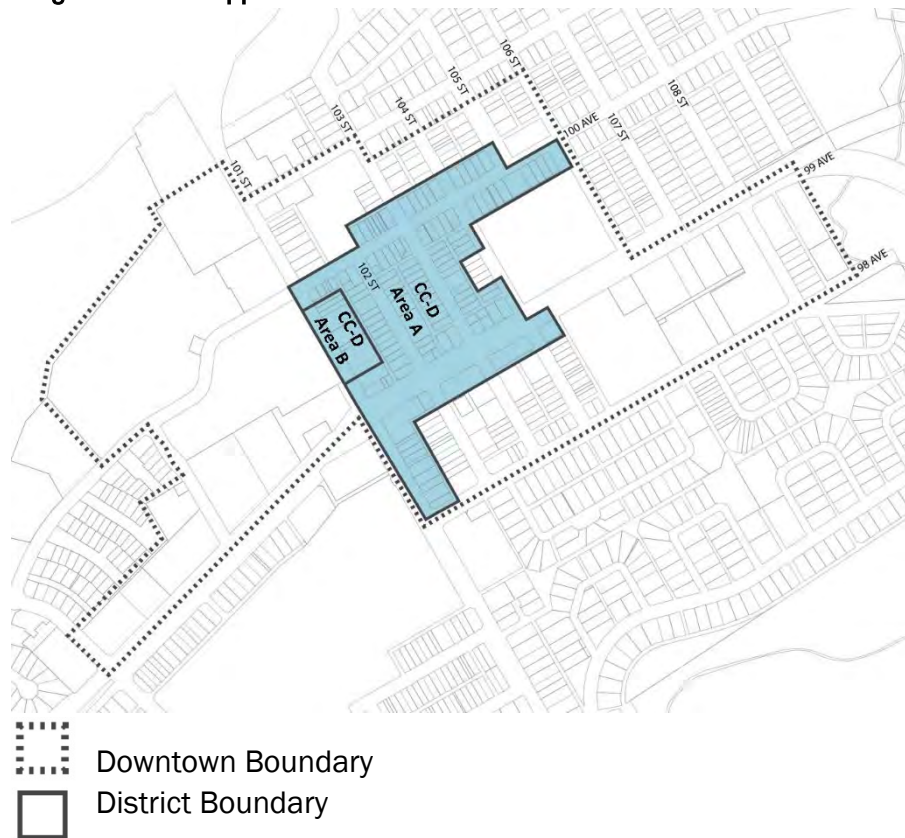 106 ST
105 ST
104 ST
103 ST
101 ST
100 AVE
107 ST
108 ST
99 AVE
98 AVE
102 ST
CC-D
Area A
CC-D
Area B
Downtown Boundary
District Boundary